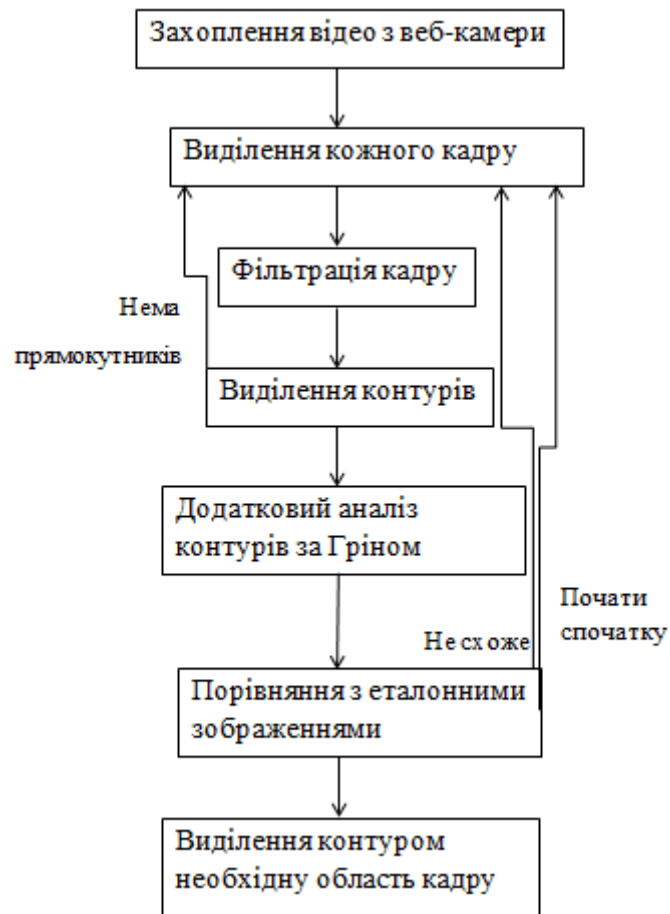 Захоплення відео з веб-камери
Виділення кожного кадру
Фільтрація кадру
Нема
прямокутників
Виділення контурів
Додатковий аналіз
контурів за Гріном
Почати
спочатку
Не схоже
Порівняння з еталонними
зображеннями
Виділення контуром
необхідну область кадру